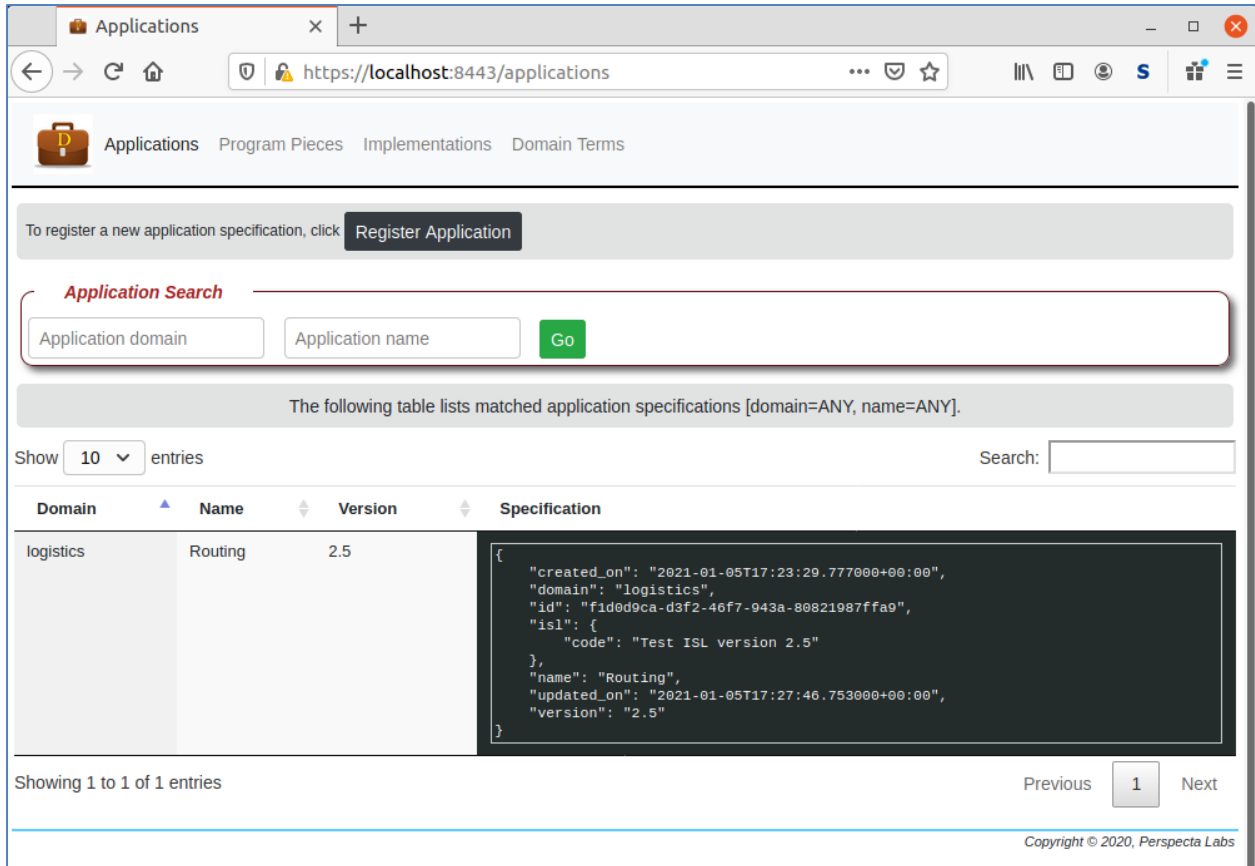 Applications
https://localhost:8443/applications
S
D
Applications Program Pieces Implementations Domain Terms
To register a new application specification, click Register Application
Application Search
Application domain Application name Go
The following table lists matched application specifications [domain=ANY, name=ANY].
Show 10 entries Search:
Domain Name Version Specification
logistics Routing 2.5
{
"created_on": "2021-01-05T17:23:29.777000+00:00",
"domain": "logistics",
"id": "f1d0d9ca-d3f2-46f7-943a-80821987ffa9",
"isl": {
"code": "Test ISL version 2.5"
},
"name": "Routing",
"updated_on": "2021-01-05T17:27:46.753000+00:00",
"version": "2.5"
}
Showing 1 to 1 of 1 entries Previous 1 Next
Copyright © 2020, Perspecta Labs